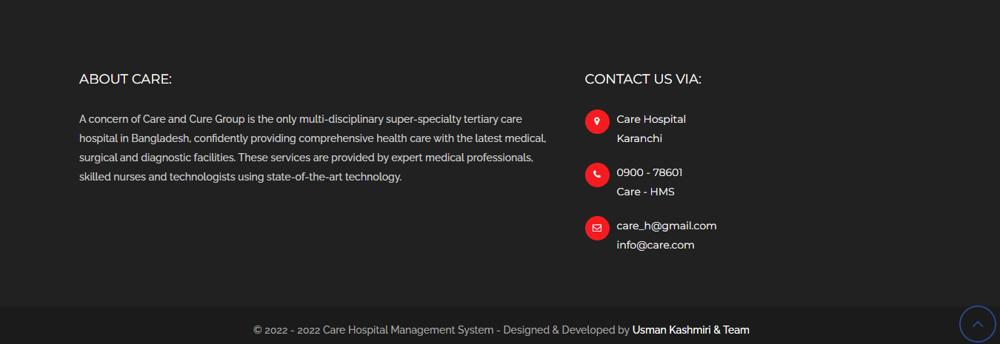 ABOUT CARE:
A concern of Care and Cure Group is the only multi-disciplinary super-specialty tertiary care
hospital in Bangladesh, confidently providing comprehensive health care with the latest medical,
surgical and diagnostic facilities. These services are provided by expert medical professionals,
skilled nurses and technologists using state-of-the-art technology.
CONTACT US VIA:
Care Hospital
Karanchi
0900 - 78601
Care - HMS
care_h@gmail.com
info@care.com
© 2022 - 2022 Care Hospital Management System - Designed & Developed by Usman Kashmiri & Team